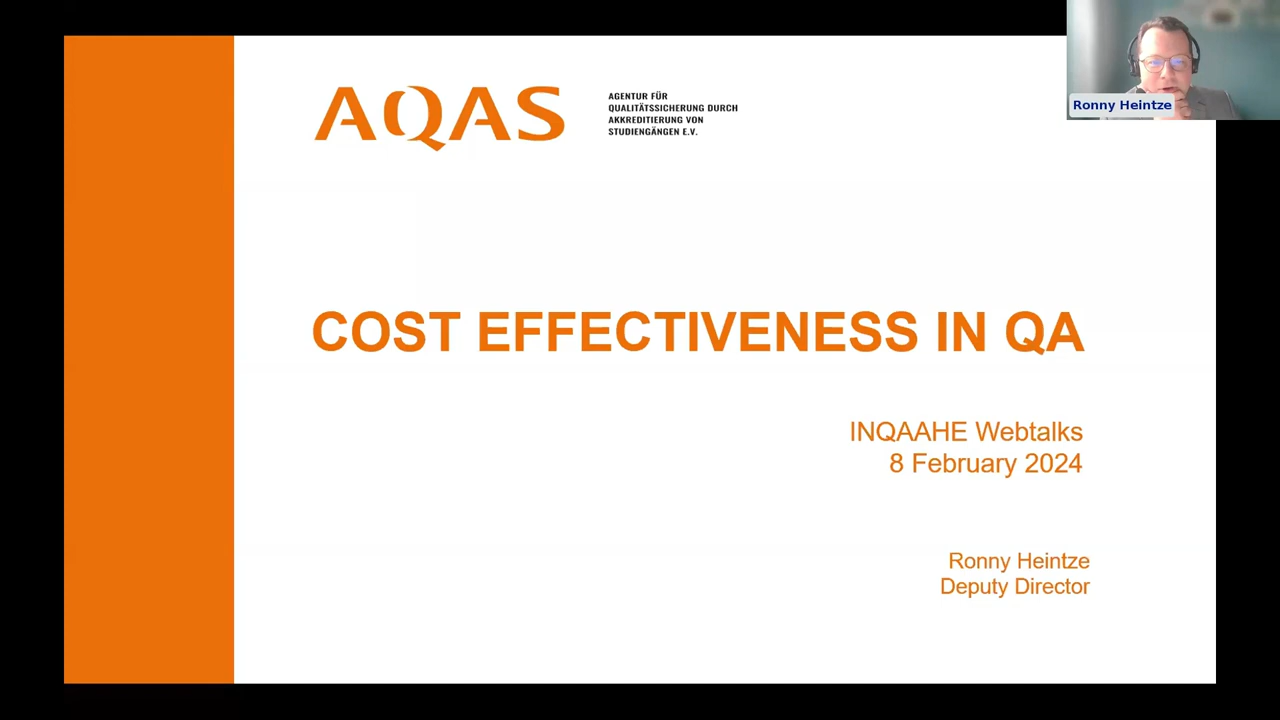 AQAS
AGENTUR FÜR
QUALITÄTSSICHERUNG DURCH
AKKREDITIERUNG VON
STUDIENGÄNGEN E.V.
Ronny Heintze
COST EFFECTIVENESS IN QA
INQAAHE Webtalks
8 February 2024
Ronny Heintze
Deputy Director